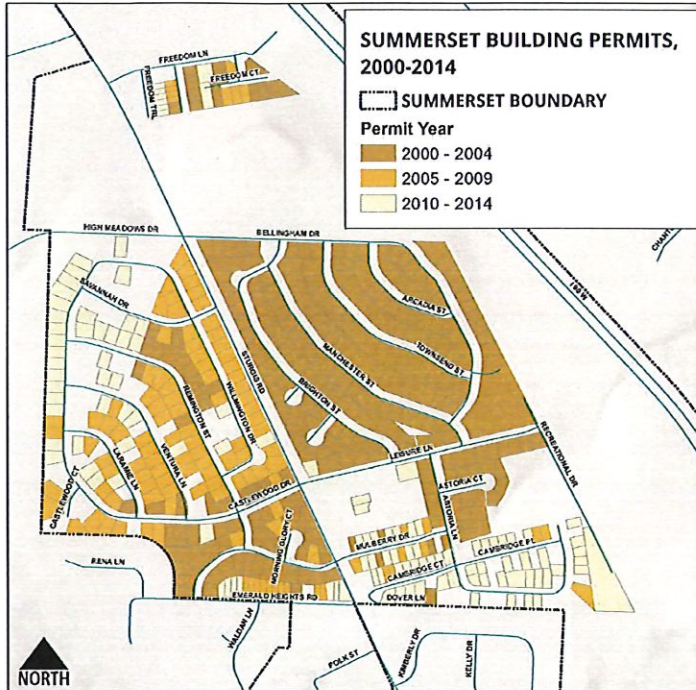 SUMMERSET BUILDING PERMITS,
2000-2014
SUMMERSET BOUNDARY
Permit Year
2000 - 2004
2005 - 2009
2010 - 2014
FREEDOM LN
FREEDOM CT
FREEDOM TRL
HIGH MEADOWS DR
BELLINGHAM DR
SAVANNAH DR
ARCADIA ST
I 90 W
TOWNSEND ST
STURGIS RD
MANCHESTER ST
BRIGHTON ST
REMINGTON ST
WILMINGTON DR
LEISURE LN
RECREATIONAL DR
LARAMIE LN
VENTURA LN
CASTLEWOOD DR
CASTLEWOOD CT
ASTORIA CT
ASTORIA LN
MORNING GLORY CT
MULBERRY DR
CAMBRIDGE PL
RENA LN
CAMBRIDGE CT
EMERALD HEIGHTS RD
DOVER LN
WALDAM LN
POLK ST
KIMBERLY DR
KELLY DR
NORTH